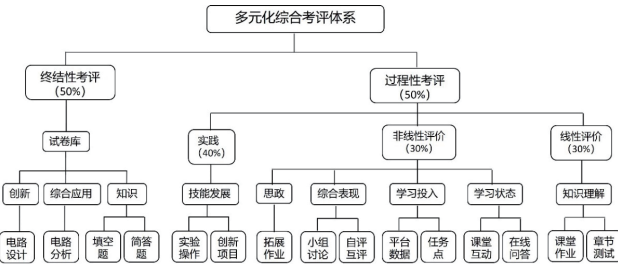 多元化综合考评体系
终结性考评
（50%）
过程性考评
（50%）
试卷库
实践
（40%）
非线性评价
（30%）
线性评价
（30%）
创新
综合应用
知识
技能发展
思政
综合表现
学习投入
学习状态
知识理解
电路
设计
电路
分析
填空
题
简答
题
实验
操作
创新
项目
拓展
作业
小组
讨论
自评
互评
平台
数据
任务
点
课堂
互动
在线
问答
课堂
作业
章节
测试